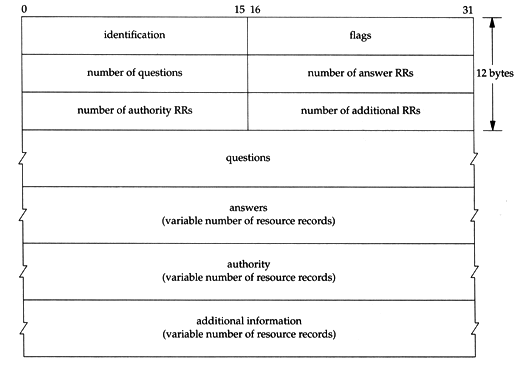 0 15 16 31
identification flags
number of questions number of answer RRs 12 bytes
number of authority RRs number of additional RRs
questions
answers
(variable number of resource records)
authority
(variable number of resource records)
additional information
(variable number of resource records)